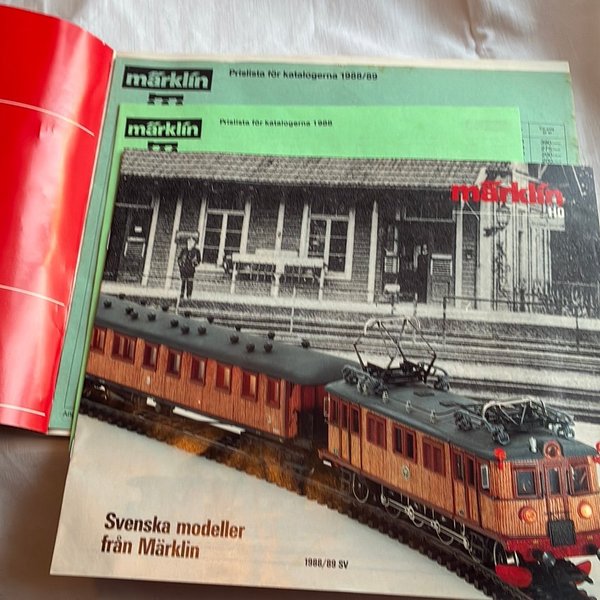 märklin
Prislista för katalogerna 1988/89
märklin
Prislista för katalogerna 1988
märklin
HO
Svenska modeller
från Märklin
1988/89 SV